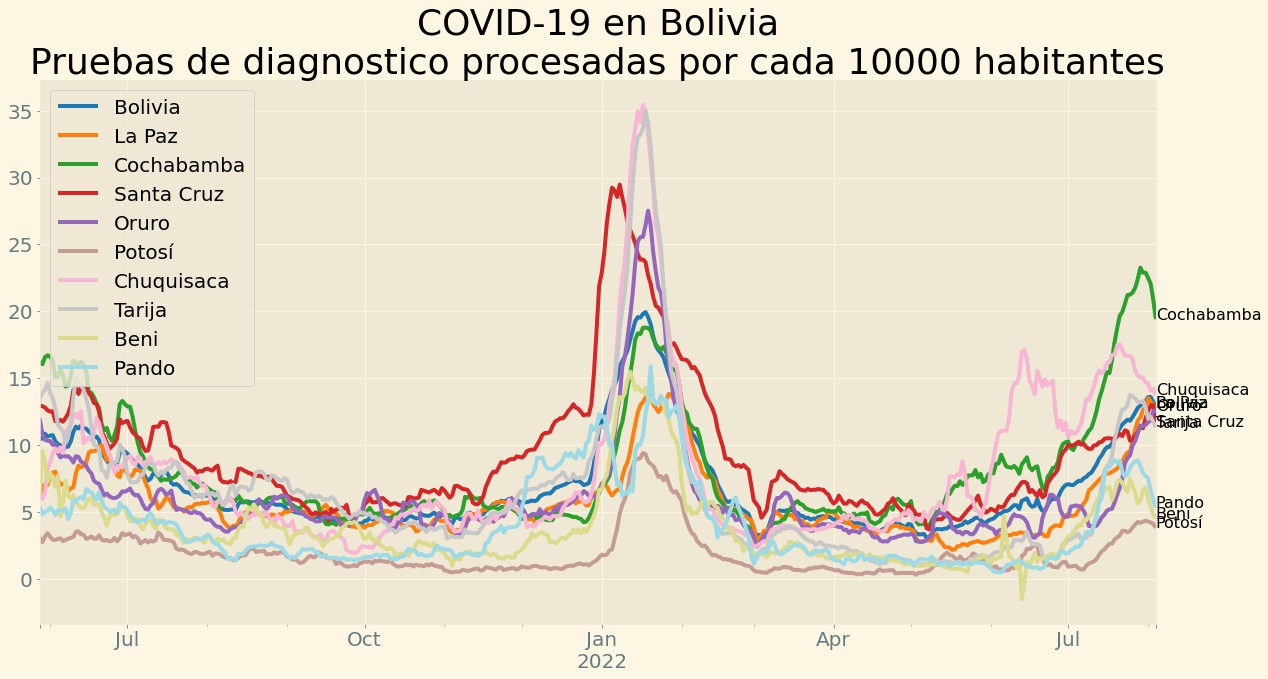 COVID-19 en Bolivia
Pruebas de diagnostico procesadas por cada 10000 habitantes
Bolivia
La Paz
Cochabamba
Santa Cruz
Oruro
Potosí
Chuquisaca
Tarija
Beni
Pando
35
30
25
20
15
10
5
0
Cochabamba
Chuquisaca
Oruro
Santa Cruz
Pando
Beni
Potosí
Jul
Oct
Jan
2022
Apr
Jul